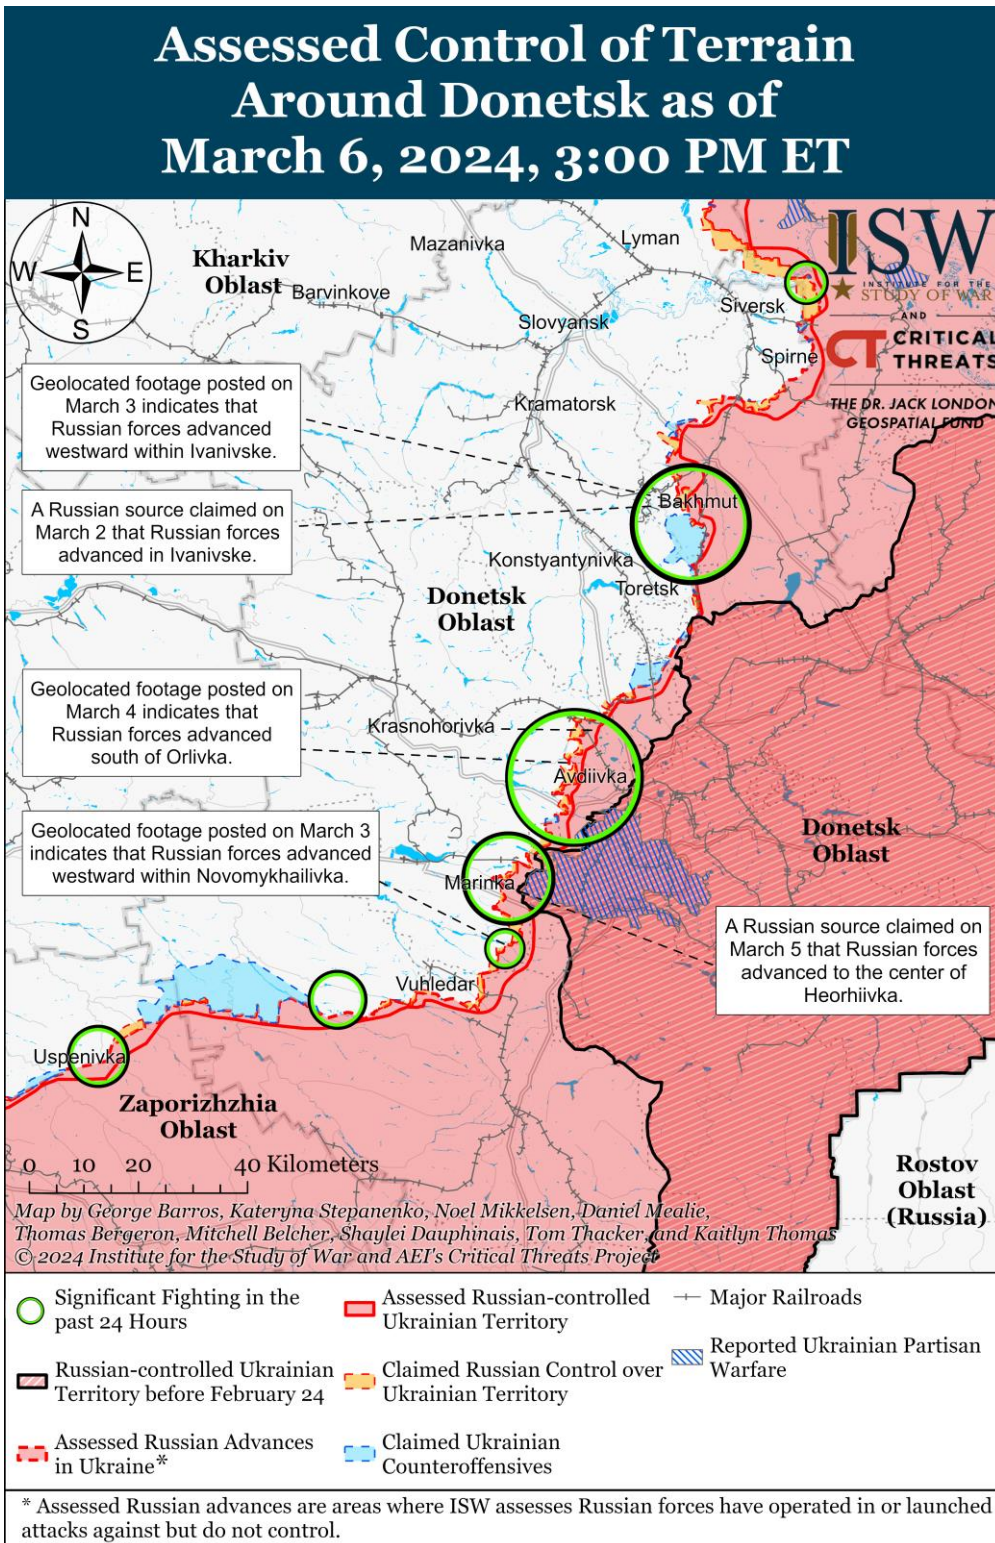 Assessed Control of Terrain
Around Donetsk as of
March 6, 2024, 3:00 PM ET
N
W
E
S
Kharkiv
Oblast
Mazanivka
Lyman
Barvinkove
Slovyansk
Siversk
Spirne
ISW
INSTITUTE FOR THE
STUDY OF WAR
AND
CT CRITICAL
THREATS
THE DR. JACK LONDON
GEOSPATIAL FUND
Geolocated footage posted on
March 3 indicates that
Russian forces advanced
westward within Ivanivske.
Kramatorsk
A Russian source claimed on
March 2 that Russian forces
advanced in Ivanivske.
Bakhmut
Konstyantynivka
Toretsk
Donetsk
Oblast
Geolocated footage posted on
March 4 indicates that
Russian forces advanced
south of Orlivka.
Krasnohorivka
Avdiivka
Geolocated footage posted on March 3
indicates that Russian forces advanced
westward within Novomykhailivka.
Marinka
Donetsk
Oblast
A Russian source claimed on
March 5 that Russian forces
advanced to the center of
Heorhiivka.
Vuhledar
Uspenivka
Zaporizhzhia
Oblast
Rostov
Oblast
(Russia)
0 10 20 40 Kilometers
Map by George Barros, Kateryna Stepanenko, Noel Mikkelsen, Daniel Mealie,
Thomas Bergeron, Mitchell Belcher, Shaylei Dauphinais, Tom Thacker, and Kaitlyn Thomas
© 2024 Institute for the Study of War and AEI's Critical Threats Project
Significant Fighting in the
past 24 Hours
Russian-controlled Ukrainian
Territory before February 24
Assessed Russian Advances
in Ukraine*
Assessed Russian-controlled
Ukrainian Territory
Claimed Russian Control over
Ukrainian Territory
Claimed Ukrainian
Counteroffensives
Major Railroads
Reported Ukrainian Partisan
Warfare
* Assessed Russian advances are areas where ISW assesses Russian forces have operated in or launched
attacks against but do not control.